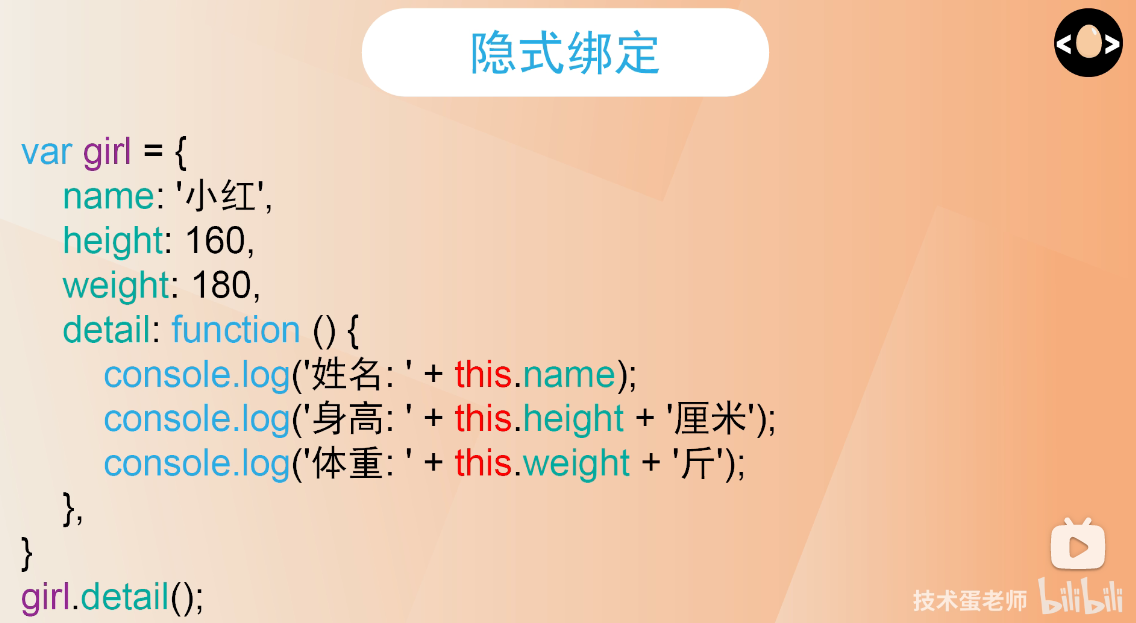 隐式绑定
var girl = {
name: '小红',
height: 160,
weight: 180,
detail: function () {
console.log('姓名: ' + this.name);
console.log('身高: ' + this.height + '厘米');
console.log('体重: ' + this.weight + '斤');
},
}
girl.detail();
技术蛋老师 bilibili